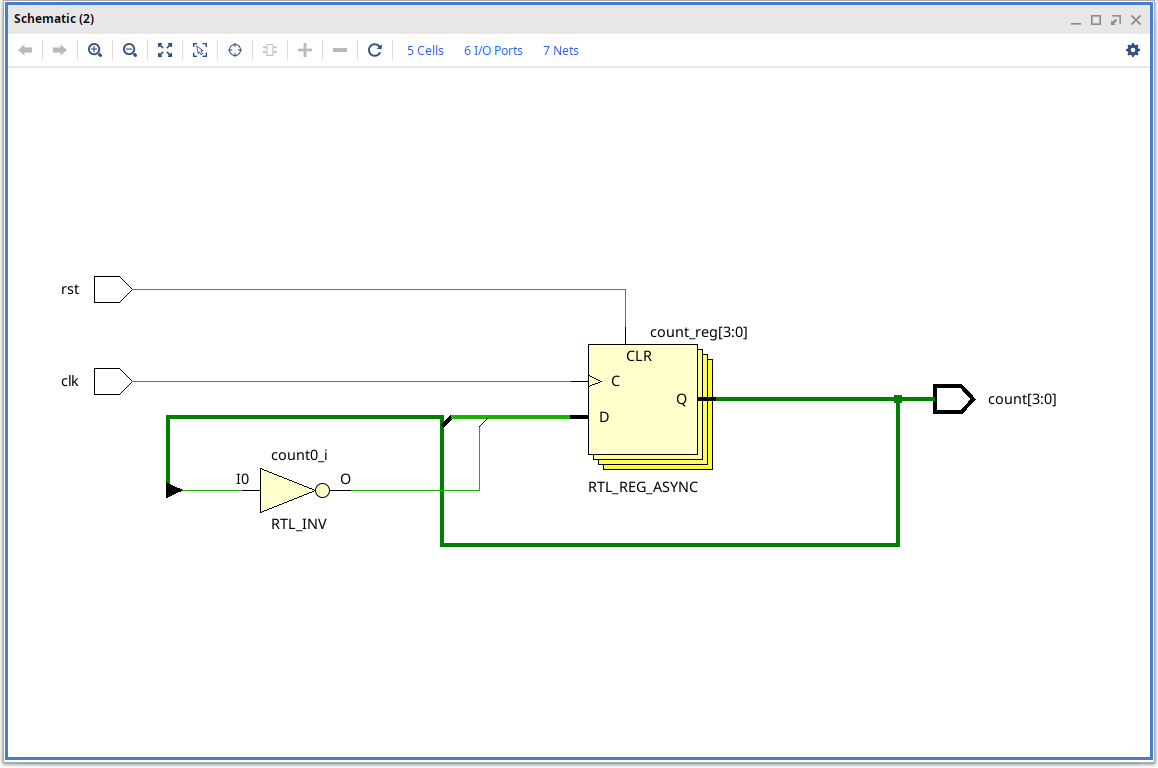 Schematic (2)
5 Cells 6 I/O Ports 7 Nets
rst
count_reg[3:0]
CLR
clk
C
Q
count[3:0]
D
count0_i
I0
O
RTL_REG_ASYNC
RTL_INV